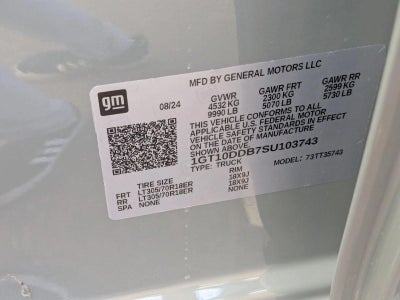 gm
MFD BY GENERAL MOTORS LLC
08/24 GVWR GAWR FRT GAWR RR
4532 KG 2300 KG 2599 KG
9990 LB 5070 LB 5730 LB
THIS VEHICLE CONFORMS TO ALL
APPLICABLE U.S. FEDERAL MOTOR
VEHICLE SAFETY STANDARDS IN EFFECT
ON THE DATE OF MANUFACTURE
1GT10DDB7SU103743
TYPE: TRUCK MODEL: 73TT35743
TIRE SIZE RIM
FRT LT305/70R18ER 18X9J
RR LT305/70R18ER 18X9J
SPA NONE NONE